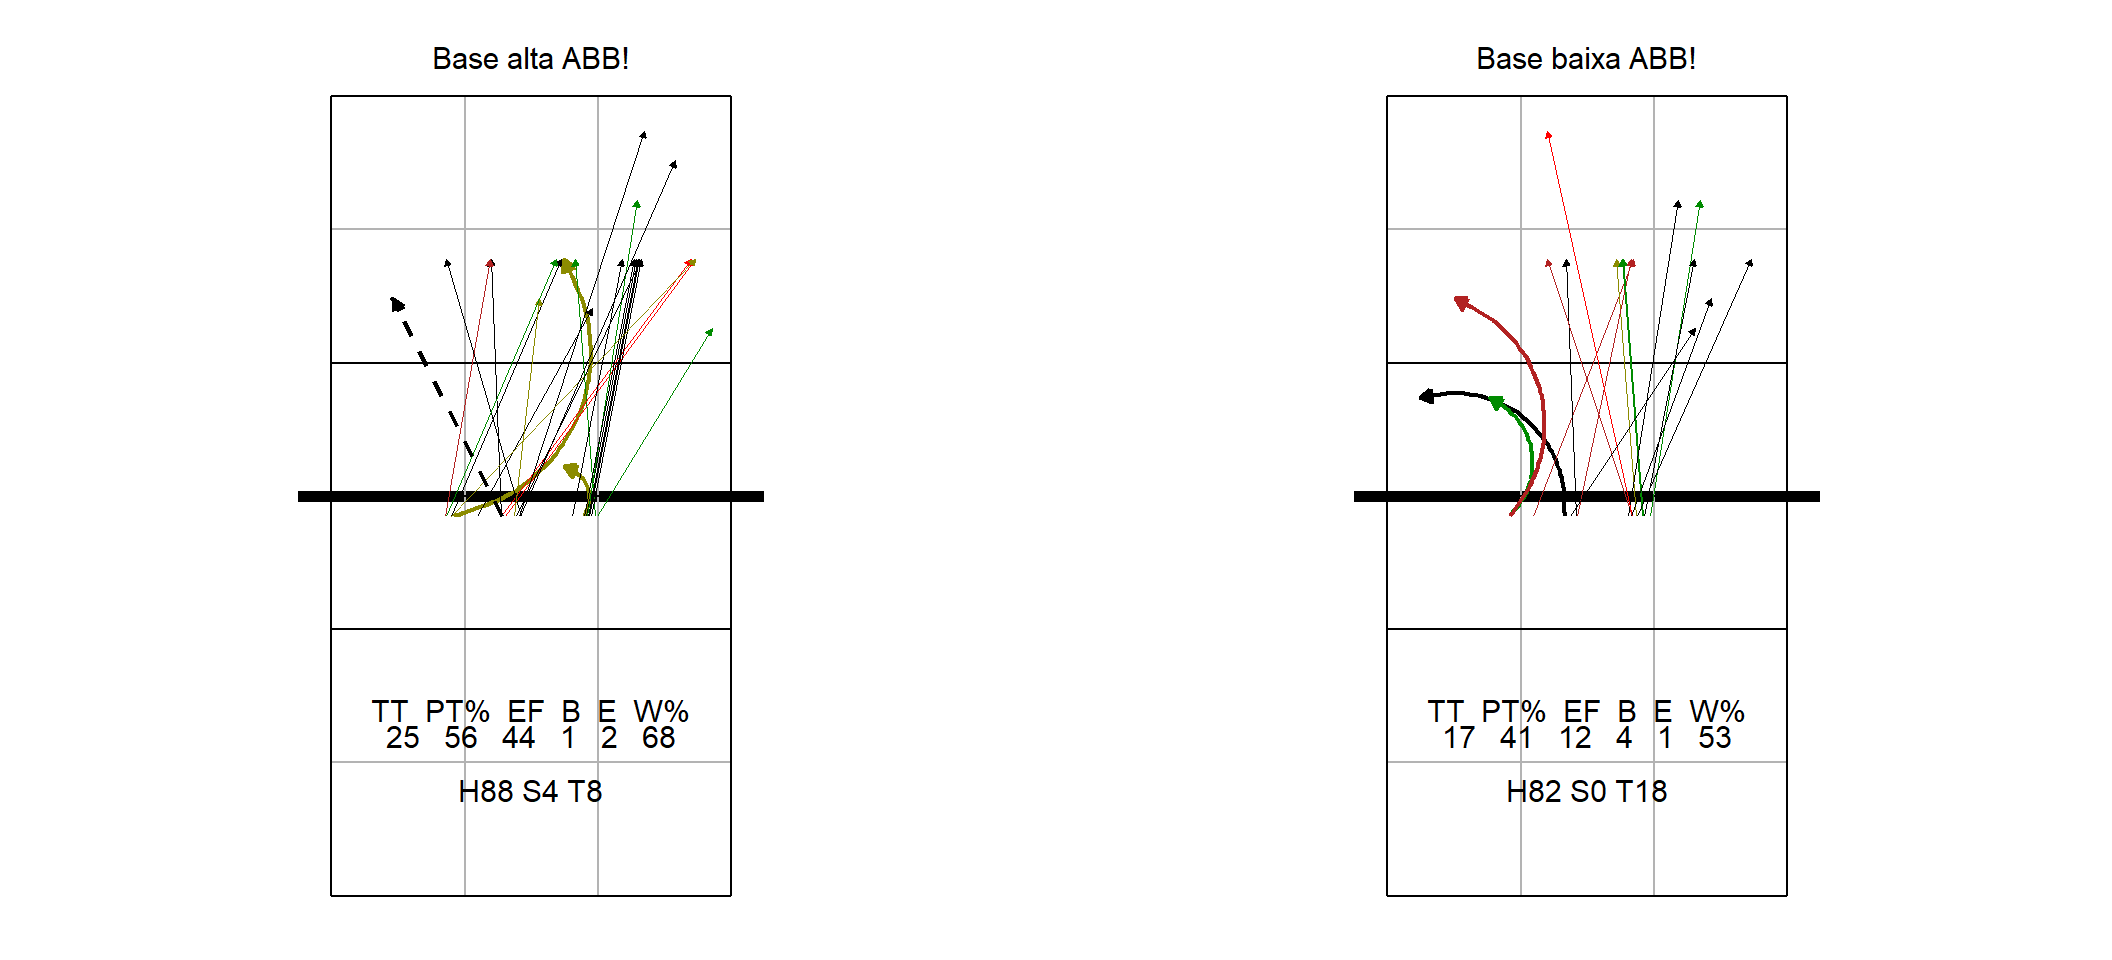 Base alta ABB!
TT PT% EF B E W%
25 56 44 1 2 68
H88 S4 T8
Base baixa ABB!
TT PT% EF B E W%
17 41 12 4 1 53
H82 S0 T18